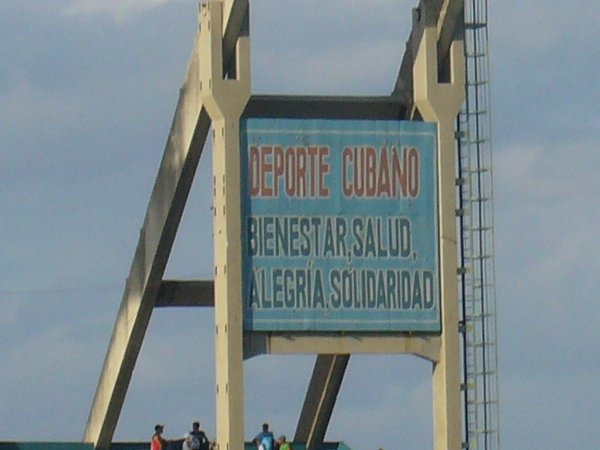 DEPORTE CUBANO
BIENESTAR, SALUD,
ALEGRÍA, SOLIDARIDAD